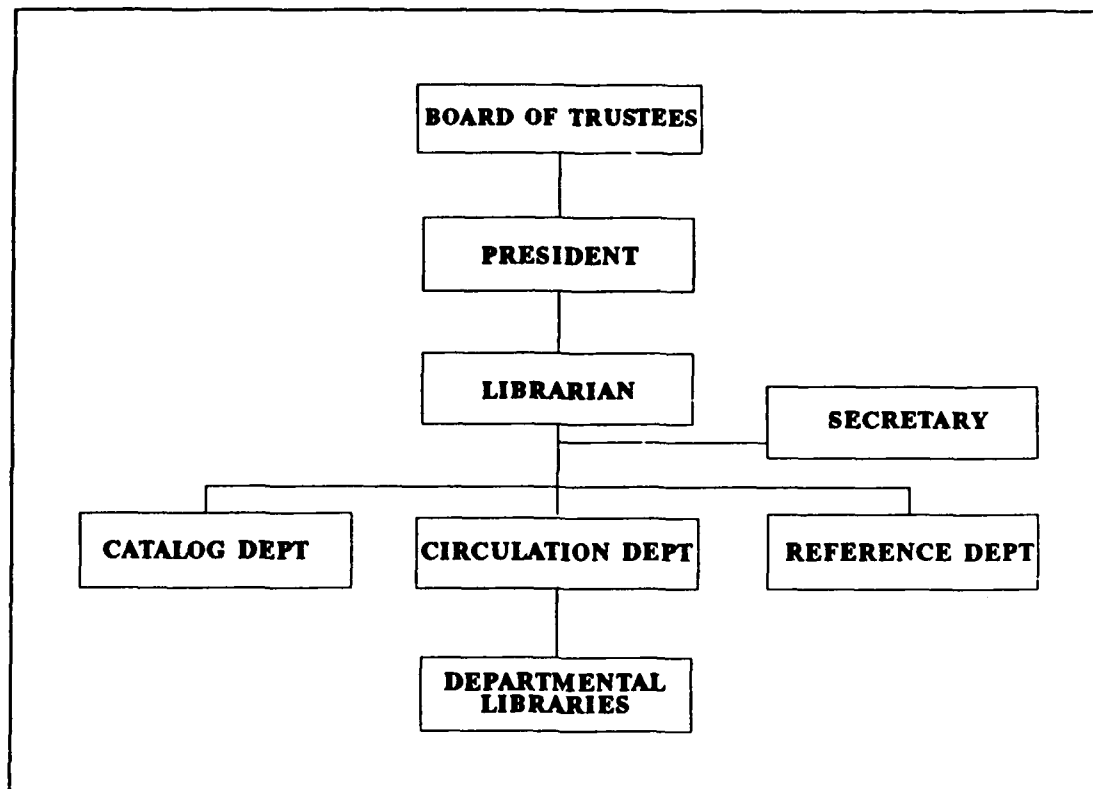 BOARD OF TRUSTEES
PRESIDENT
LIBRARIAN
SECRETARY
CATALOG DEPT
CIRCULATION DEPT
REFERENCE DEPT
DEPARTMENTAL
LIBRARIES